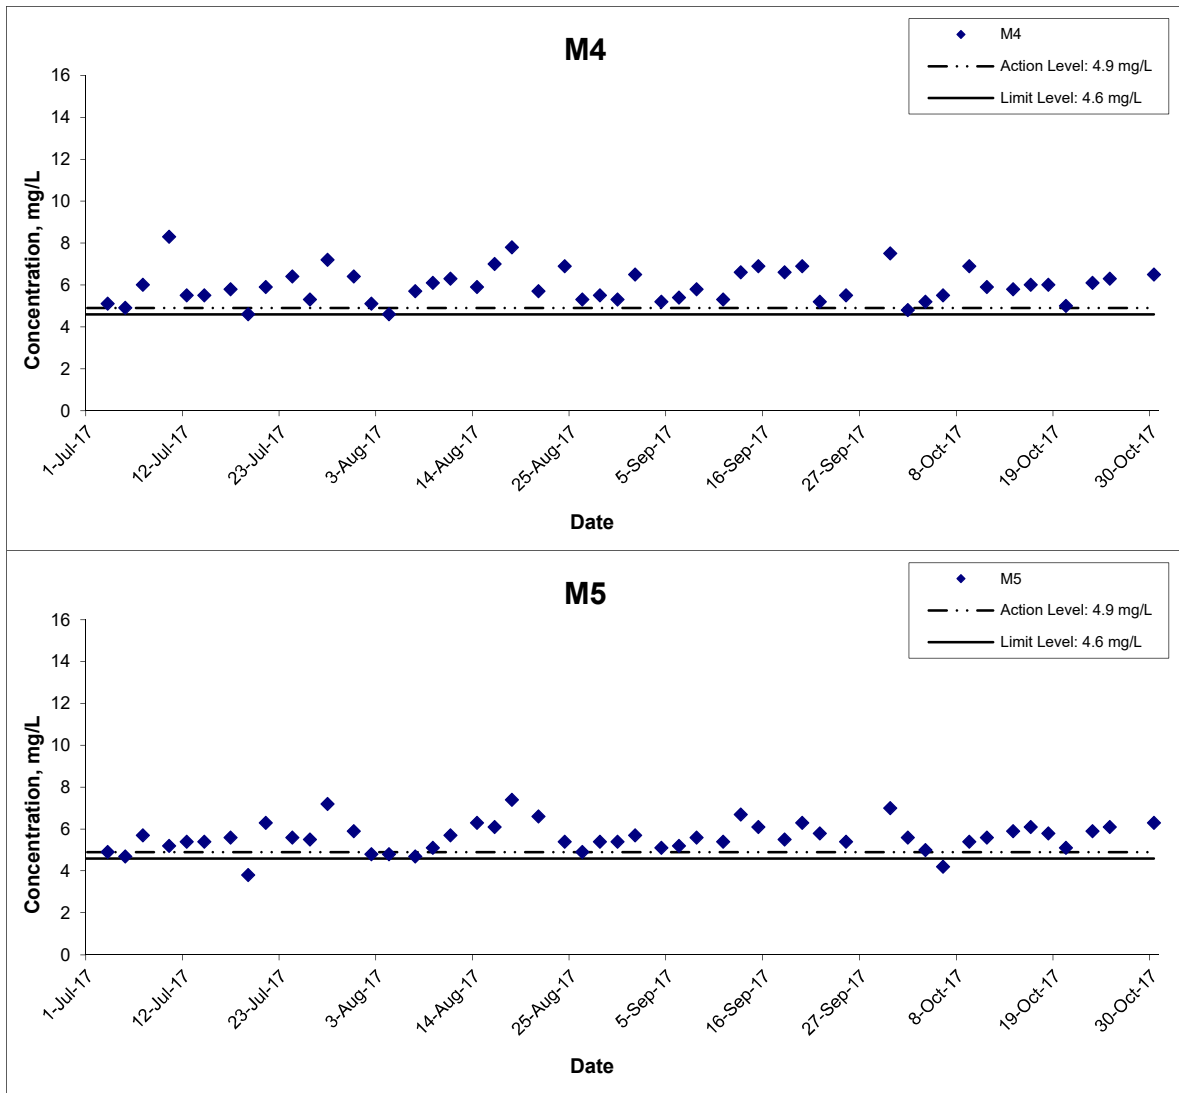 M4
M4
Action Level: 4.9 mg/L
Limit Level: 4.6 mg/L
Concentration, mg/L
16
14
12
10
8
6
4
2
0
1-Jul-17
12-Jul-17
23-Jul-17
3-Aug-17
14-Aug-17
25-Aug-17
5-Sep-17
16-Sep-17
27-Sep-17
8-Oct-17
19-Oct-17
30-Oct-17
Date
M5
M5
Action Level: 4.9 mg/L
Limit Level: 4.6 mg/L
Concentration, mg/L
16
14
12
10
8
6
4
2
0
1-Jul-17
12-Jul-17
23-Jul-17
3-Aug-17
14-Aug-17
25-Aug-17
5-Sep-17
16-Sep-17
27-Sep-17
8-Oct-17
19-Oct-17
30-Oct-17
Date